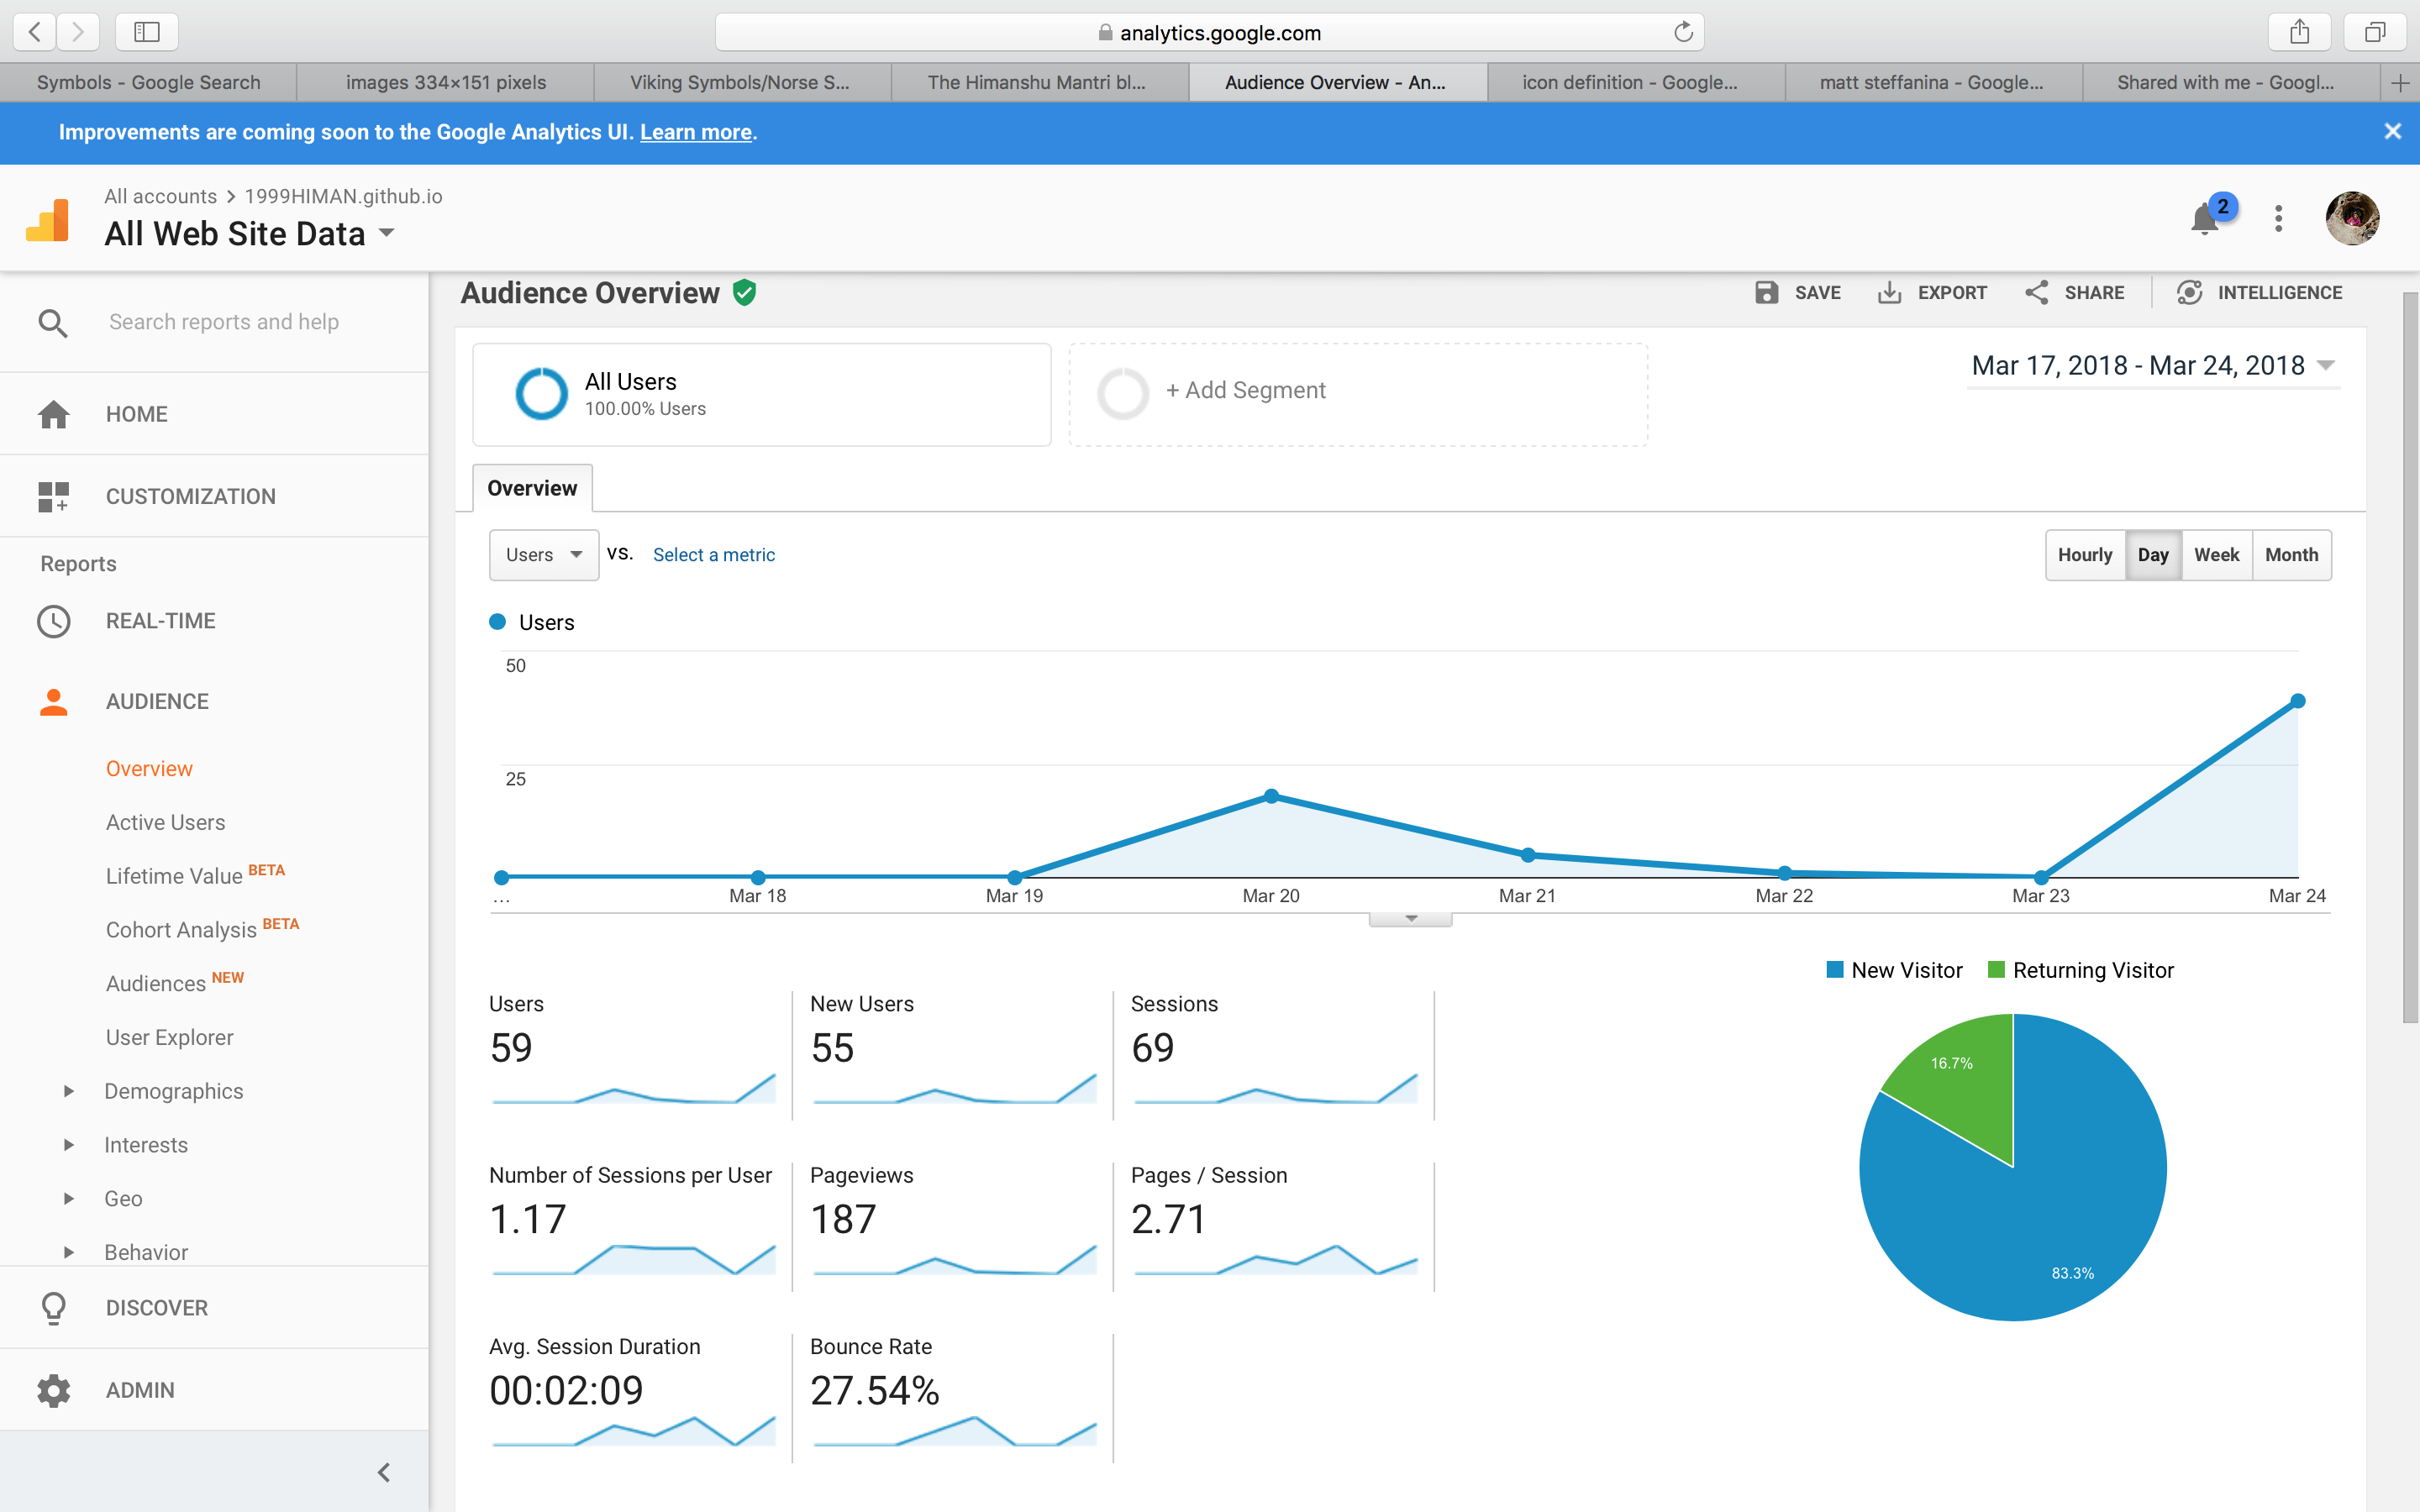 analytics.google.com
Symbols - Google Search
images 334×151 pixels
Viking Symbols/Norse S...
The Himanshu Mantri bl...
Audience Overview - An...
icon definition - Google...
matt steffanina - Google...
Shared with me - Googl...
Improvements are coming soon to the Google Analytics UI. Learn more.
All accounts > 1999HIMAN.github.io
All Web Site Data
2
Search reports and help
HOME
CUSTOMIZATION
Reports
REAL-TIME
AUDIENCE
Overview
Active Users
Lifetime Value BETA
Cohort Analysis BETA
Audiences NEW
User Explorer
Demographics
Interests
Geo
Behavior
DISCOVER
ADMIN
Audience Overview
SAVE
EXPORT
SHARE
INTELLIGENCE
All Users
100.00% Users
+ Add Segment
Mar 17, 2018 - Mar 24, 2018
Overview
Users
vs.
Select a metric
Hourly
Day
Week
Month
Users
50
25
...
Mar 18
Mar 19
Mar 20
Mar 21
Mar 22
Mar 23
Mar 24
Users
59
New Users
55
Sessions
69
Number of Sessions per User
1.17
Pageviews
187
Pages / Session
2.71
Avg. Session Duration
00:02:09
Bounce Rate
27.54%
New Visitor
Returning Visitor
16.7%
83.3%